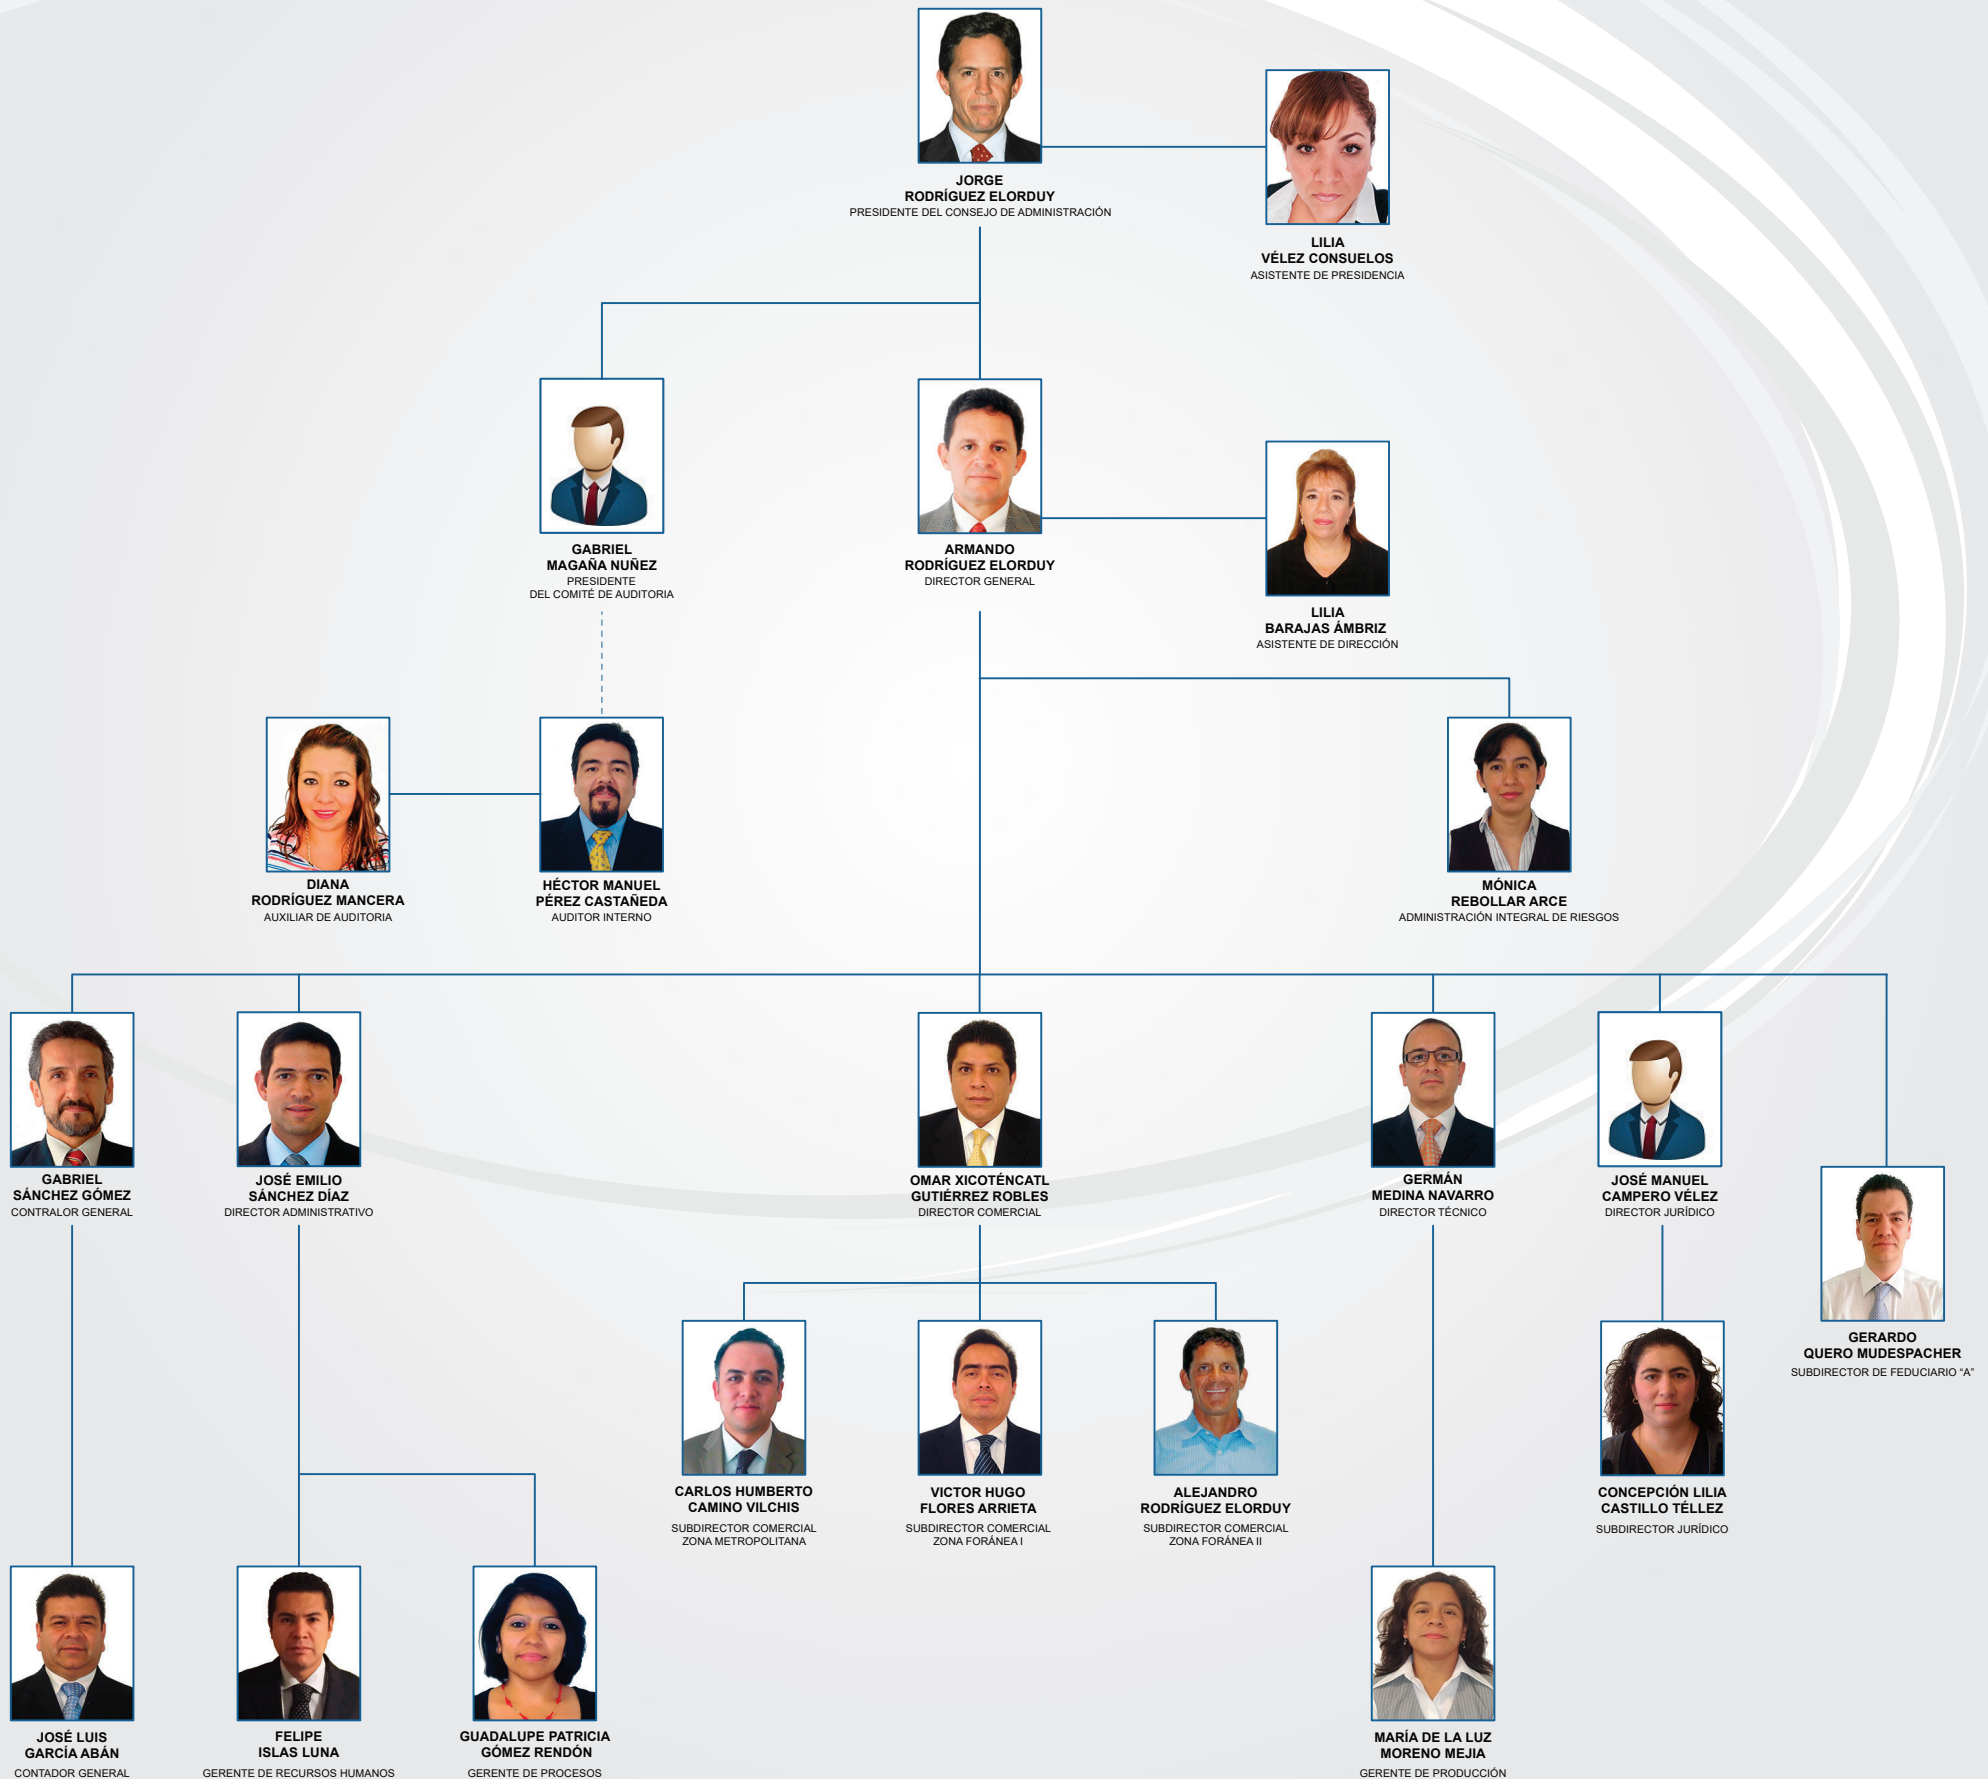 JORGE
RODRÍGUEZ ELORDUY
PRESIDENTE DEL CONSEJO DE ADMINISTRACIÓN
LILIA
VÉLEZ CONSUELOS
ASISTENTE DE PRESIDENCIA
GABRIEL
MAGAÑA NUÑEZ
PRESIDENTE
DEL COMITÉ DE AUDITORIA
ARMANDO
RODRÍGUEZ ELORDUY
DIRECTOR GENERAL
LILIA
BARAJAS ÁMBRIZ
ASISTENTE DE DIRECCIÓN
DIANA
RODRÍGUEZ MANCERA
AUXILIAR DE AUDITORIA
HÉCTOR MANUEL
PÉREZ CASTAÑEDA
AUDITOR INTERNO
MÓNICA
REBOLLAR ARCE
ADMINISTRACIÓN INTEGRAL DE RIESGOS
GABRIEL
SÁNCHEZ GÓMEZ
CONTRALOR GENERAL
JOSÉ EMILIO
SÁNCHEZ DÍAZ
DIRECTOR ADMINISTRATIVO
OMAR XICOTÉNCATL
GUTIÉRREZ ROBLES
DIRECTOR COMERCIAL
GERMÁN
MEDINA NAVARRO
DIRECTOR TÉCNICO
JOSÉ MANUEL
CAMPERO VÉLEZ
DIRECTOR JURÍDICO
GERARDO
QUERO MUDESPACHER
SUBDIRECTOR DE FEDUCIARIO “A”
CARLOS HUMBERTO
CAMINO VILCHIS
SUBDIRECTOR COMERCIAL
ZONA METROPOLITANA
VICTOR HUGO
FLORES ARRIETA
SUBDIRECTOR COMERCIAL
ZONA FORÁNEA I
ALEJANDRO
RODRÍGUEZ ELORDUY
SUBDIRECTOR COMERCIAL
ZONA FORÁNEA II
CONCEPCIÓN LILIA
CASTILLO TÉLLEZ
SUBDIRECTOR JURÍDICO
JOSÉ LUIS
GARCÍA ABÁN
CONTADOR GENERAL
FELIPE
ISLAS LUNA
GERENTE DE RECURSOS HUMANOS
GUADALUPE PATRICIA
GÓMEZ RENDÓN
GERENTE DE PROCESOS
MARÍA DE LA LUZ
MORENO MEJIA
GERENTE DE PRODUCCIÓN